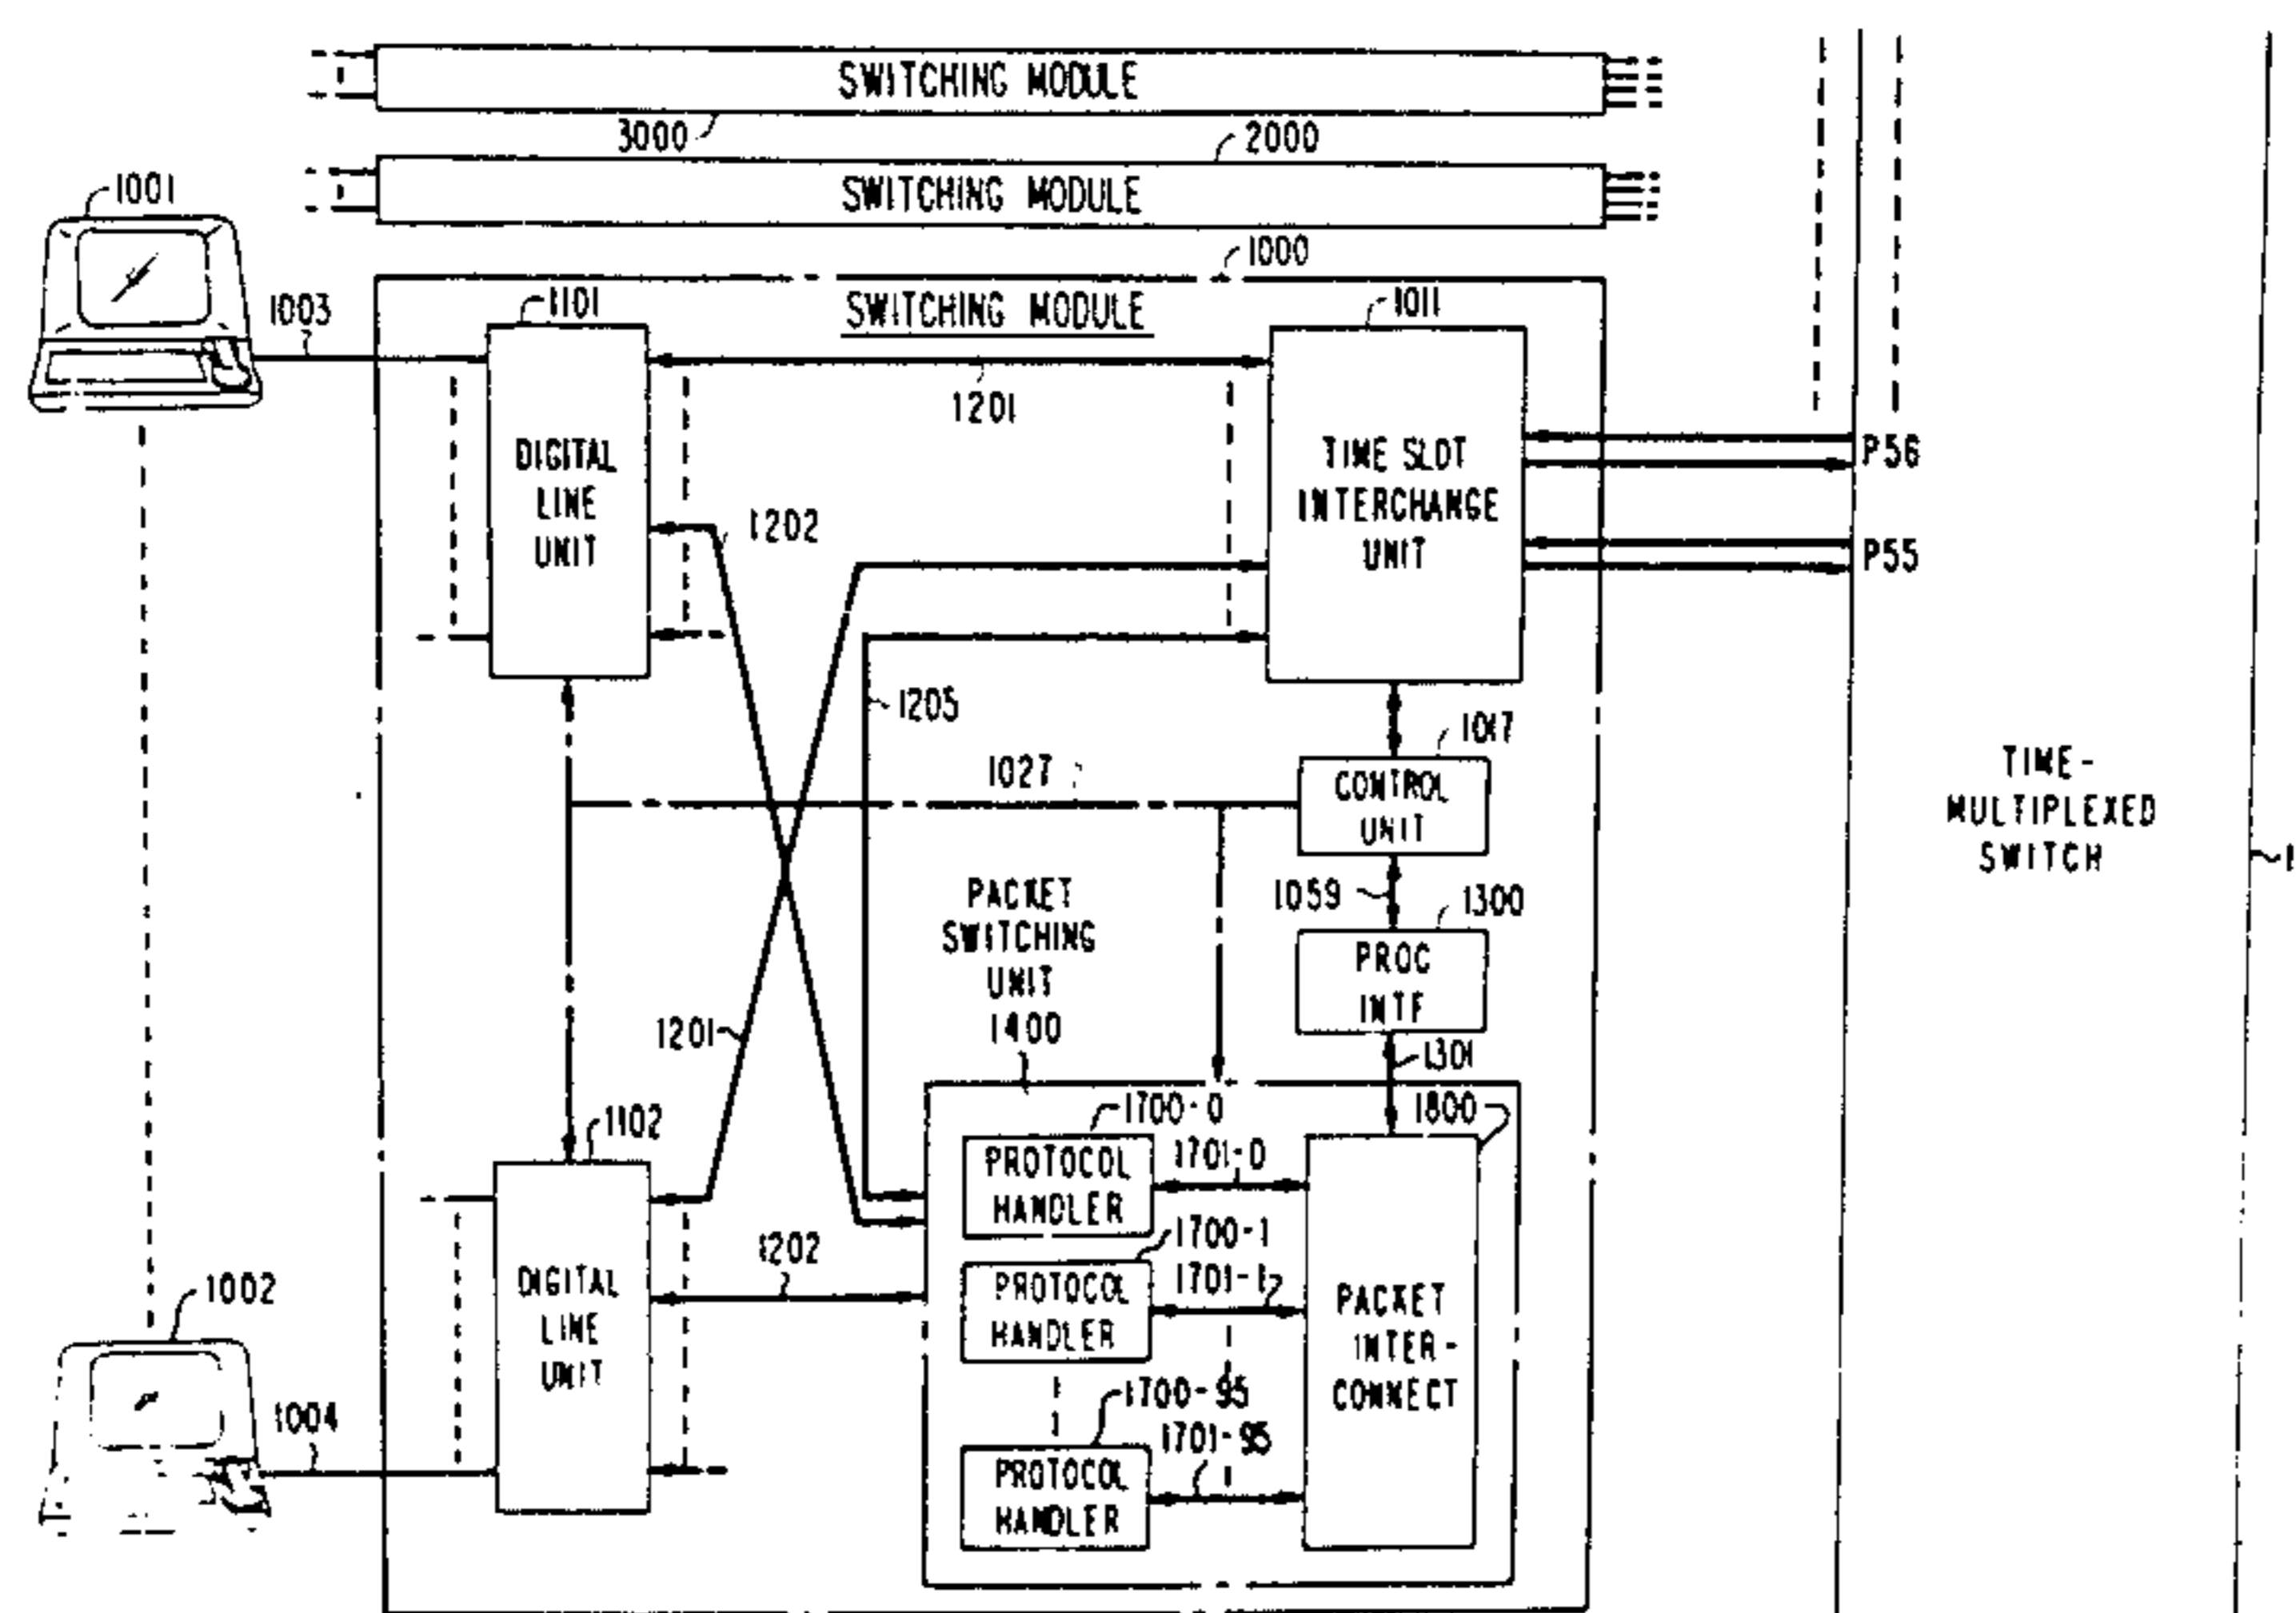 SWITCHING MODULE
3000
2000
SWITCHING MODULE
1001
1000
1003
1101
SWITCHING MODULE
1011
1201
P56
DIGITAL
LINE
UNIT
1202
TIME SLOT
INTERCHANGE
UNIT
P55
1205
1017
1027
CONTROL
UNIT
TIME-
MULTIPLEXED
SWITCH
PACKET
SWITCHING
UNIT
1400
1059
1300
PROC
INTF
1201
1301
1102
1700-0
1800
PROTOCOL
HANDLER
1701-0
1202
1700-1
1701-1
PROTOCOL
HANDLER
1002
DIGITAL
LINE
UNIT
PACKET
INTER-
CONNECT
1700-95
1004
1701-95
PROTOCOL
HANDLER